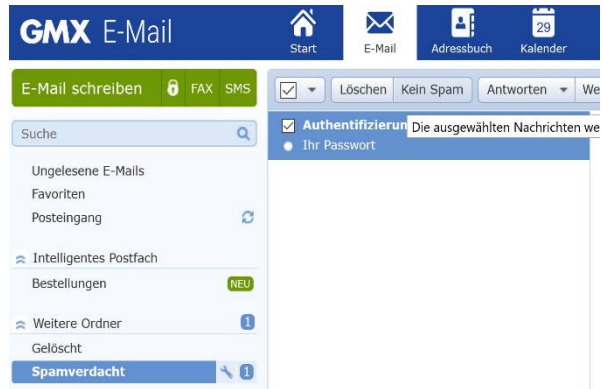 GMX E-Mail
Start
E-Mail
Adressbuch
29
Kalender
E-Mail schreiben FAX SMS
Löschen Kein Spam Antworten We
Suche
Authentifizierun
Die ausgewählten Nachrichten we
Ihr Passwort
Ungelesene E-Mails
Favoriten
Posteingang
Intelligentes Postfach
Bestellungen NEU
Weitere Ordner 1
Gelöscht
Spamverdacht 1